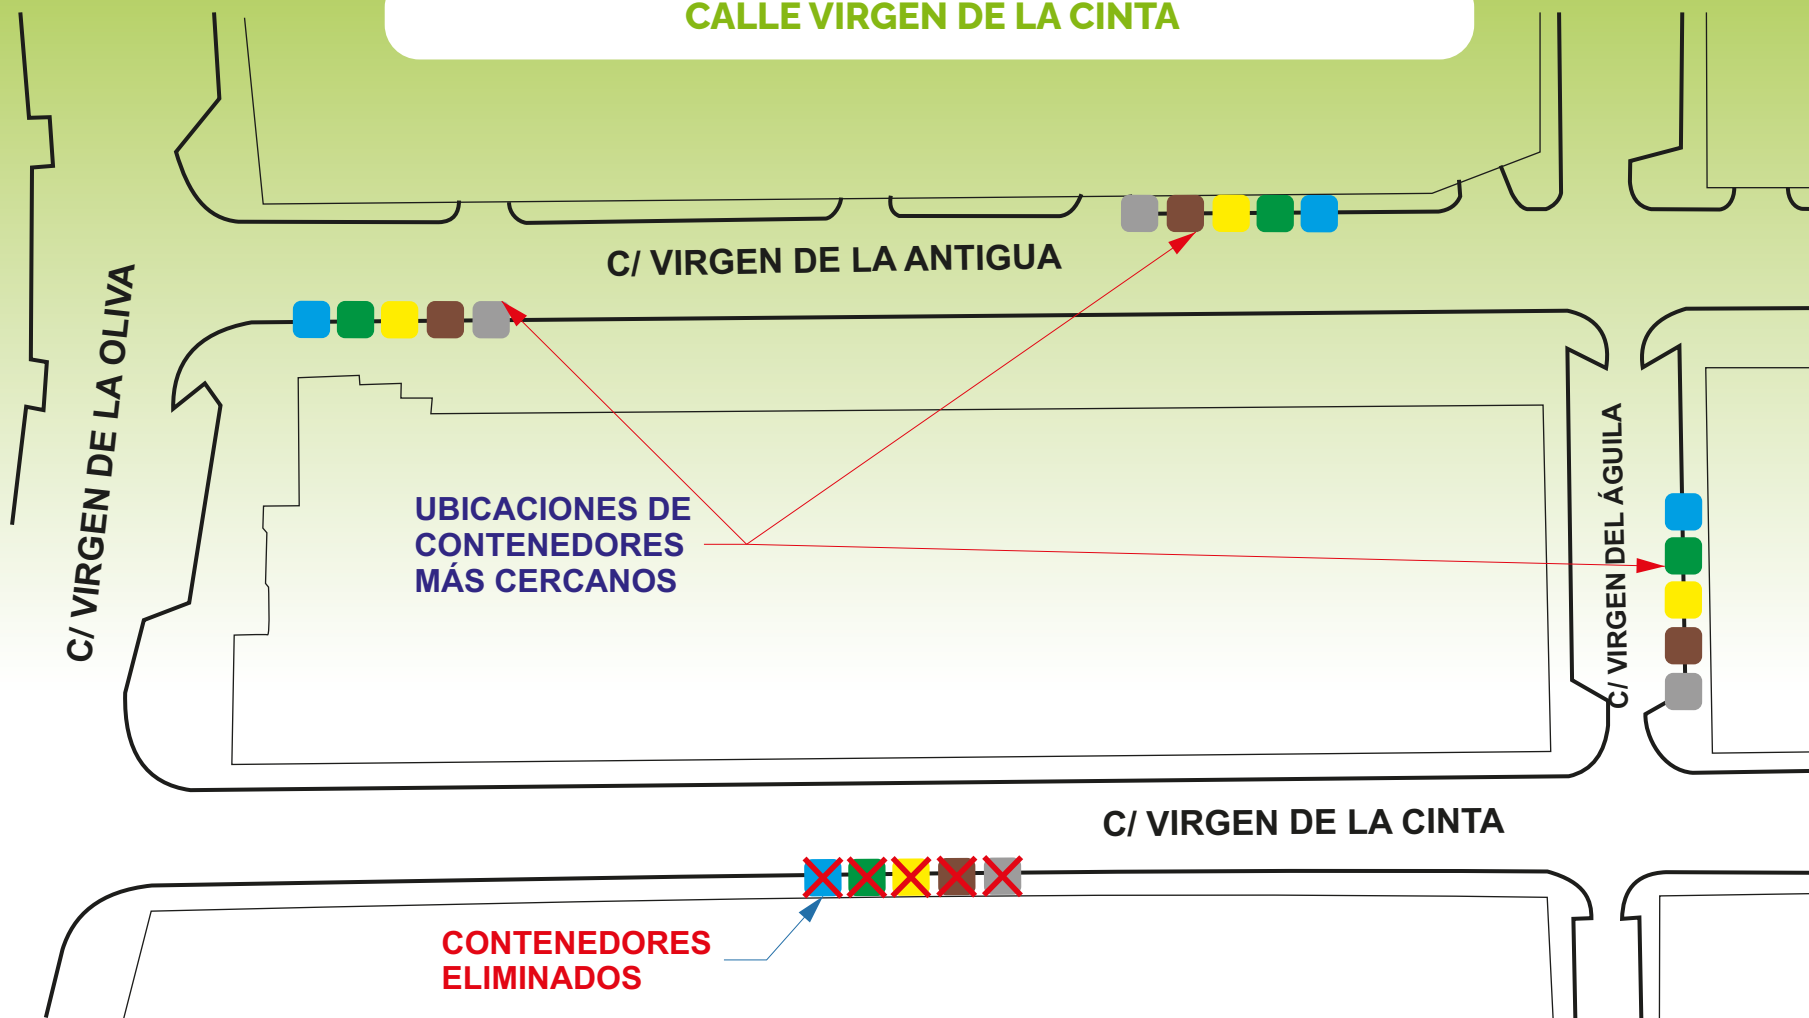 CALLE VIRGEN DE LA CINTA
C/ VIRGEN DE LA ANTIGUA
C/ VIRGEN DE LA OLIVA
UBICACIONES DE
CONTENEDORES
MÁS CERCANOS
C/ VIRGEN DEL ÁGUILA
C/ VIRGEN DE LA CINTA
CONTENEDORES
ELIMINADOS